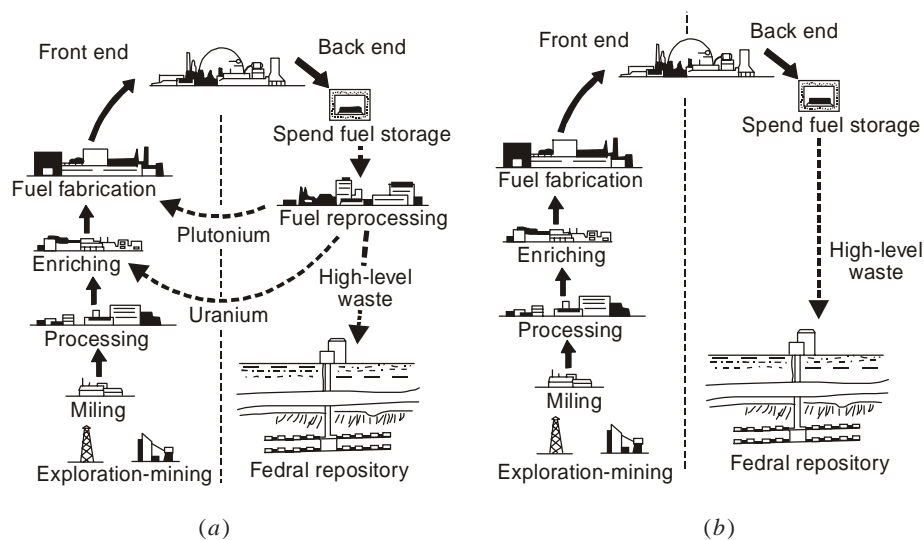 Front end
Back end
Spend fuel storage
Fuel fabrication
Fuel reprocessing
Plutonium
Enriching
High-level
waste
Uranium
Processing
Miling
Exploration-mining
Fedral repository
(a)
Front end
Back end
Spend fuel storage
Fuel fabrication
Enriching
High-level
waste
Processing
Miling
Exploration-mining
Fedral repository
(b)